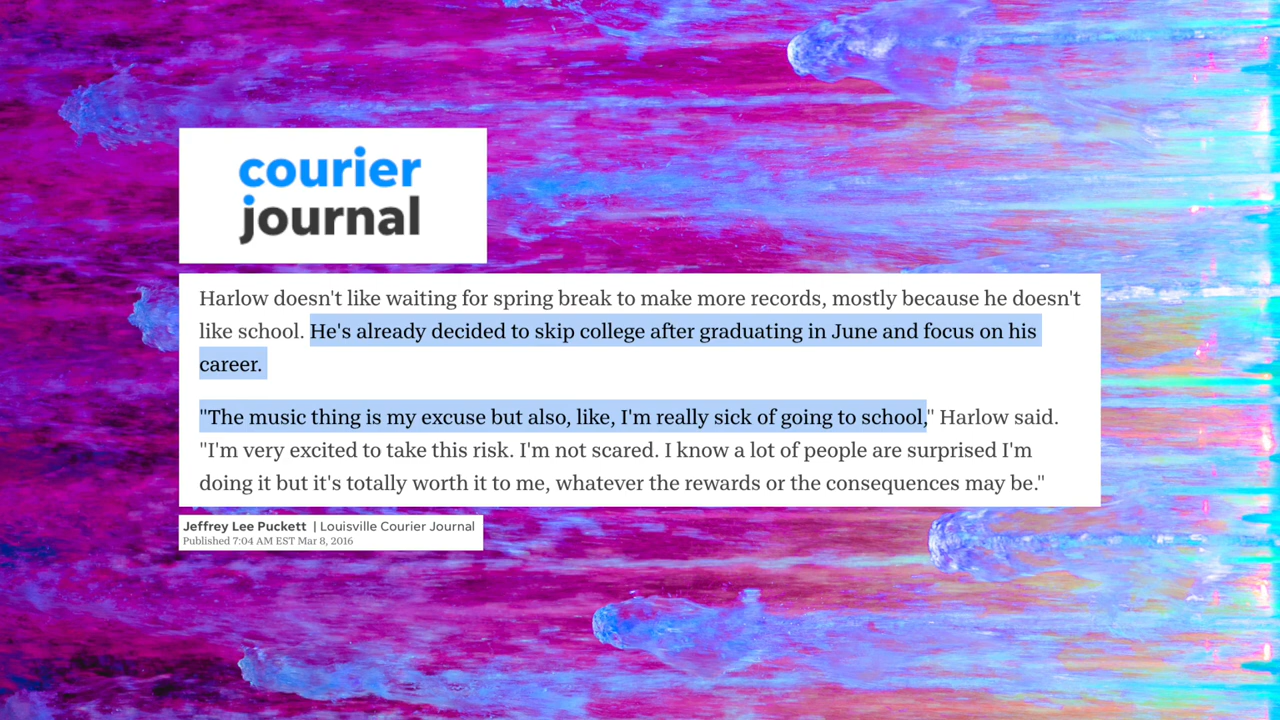 courier
journal
Harlow doesn't like waiting for spring break to make more records, mostly because he doesn't
like school. He's already decided to skip college after graduating in June and focus on his
career.
"The music thing is my excuse but also, like, I'm really sick of going to school," Harlow said.
"I'm very excited to take this risk. I'm not scared. I know a lot of people are surprised I'm
doing it but it's totally worth it to me, whatever the rewards or the consequences may be."
Jeffrey Lee Puckett | Louisville Courier Journal
Published 7:04 AM EST Mar 8, 2016